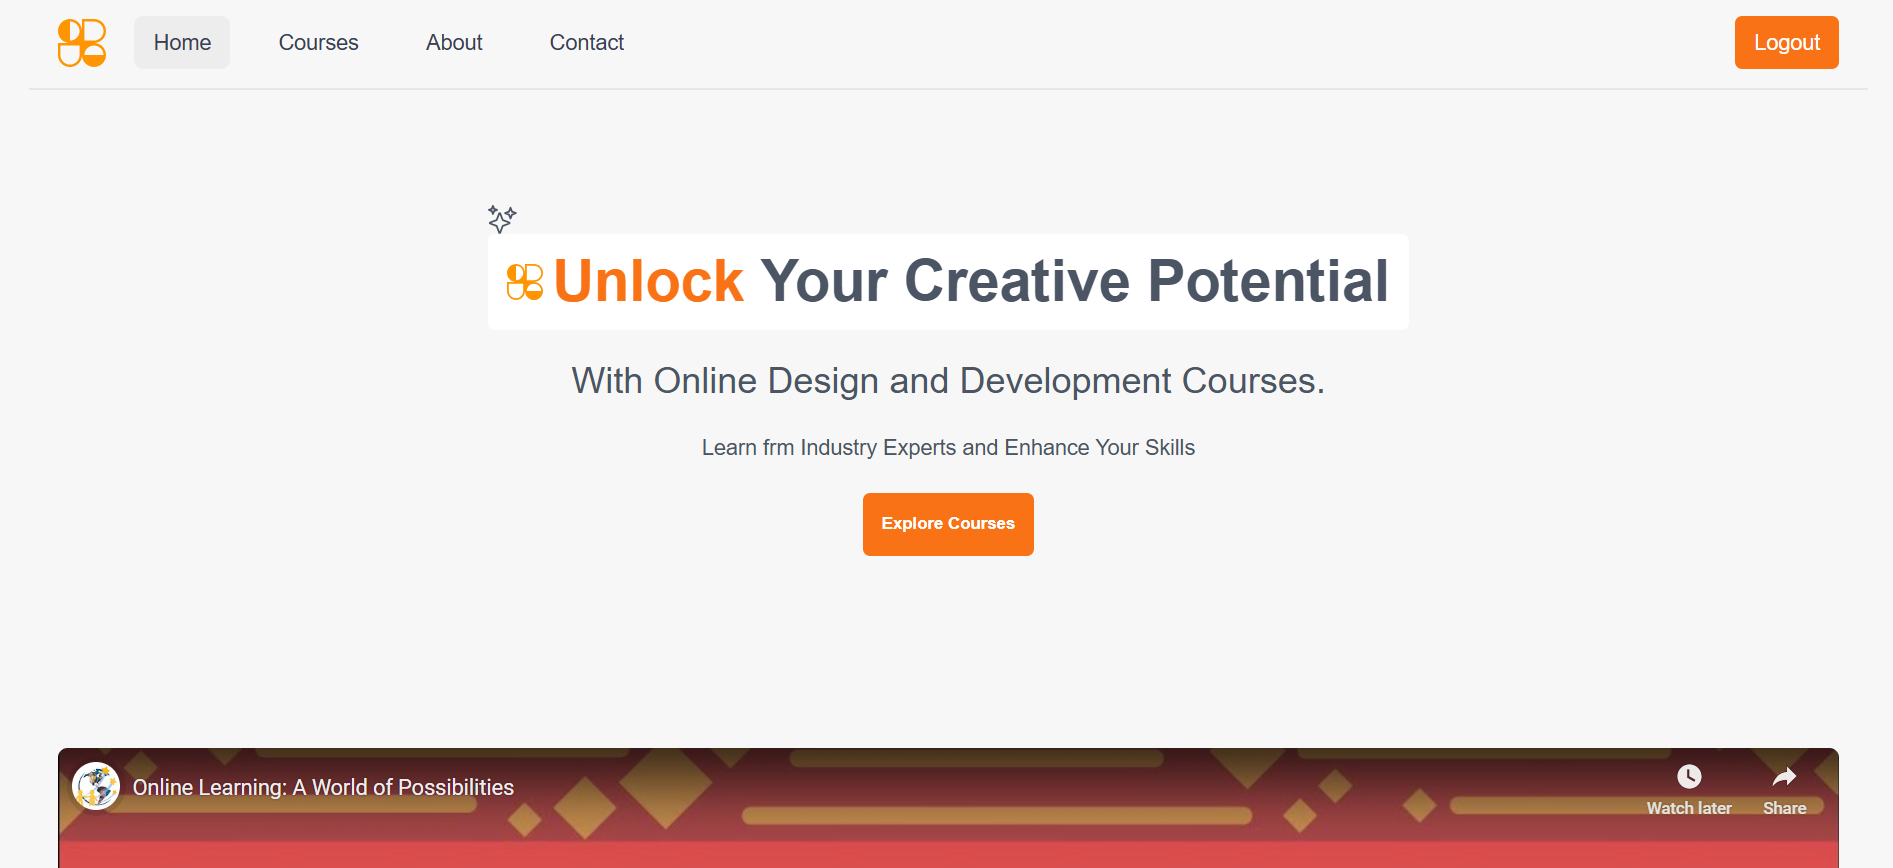 Home Courses About Contact Logout
Unlock Your Creative Potential
With Online Design and Development Courses.
Learn frm Industry Experts and Enhance Your Skills
Explore Courses
Online Learning: A World of Possibilities
Watch later Share